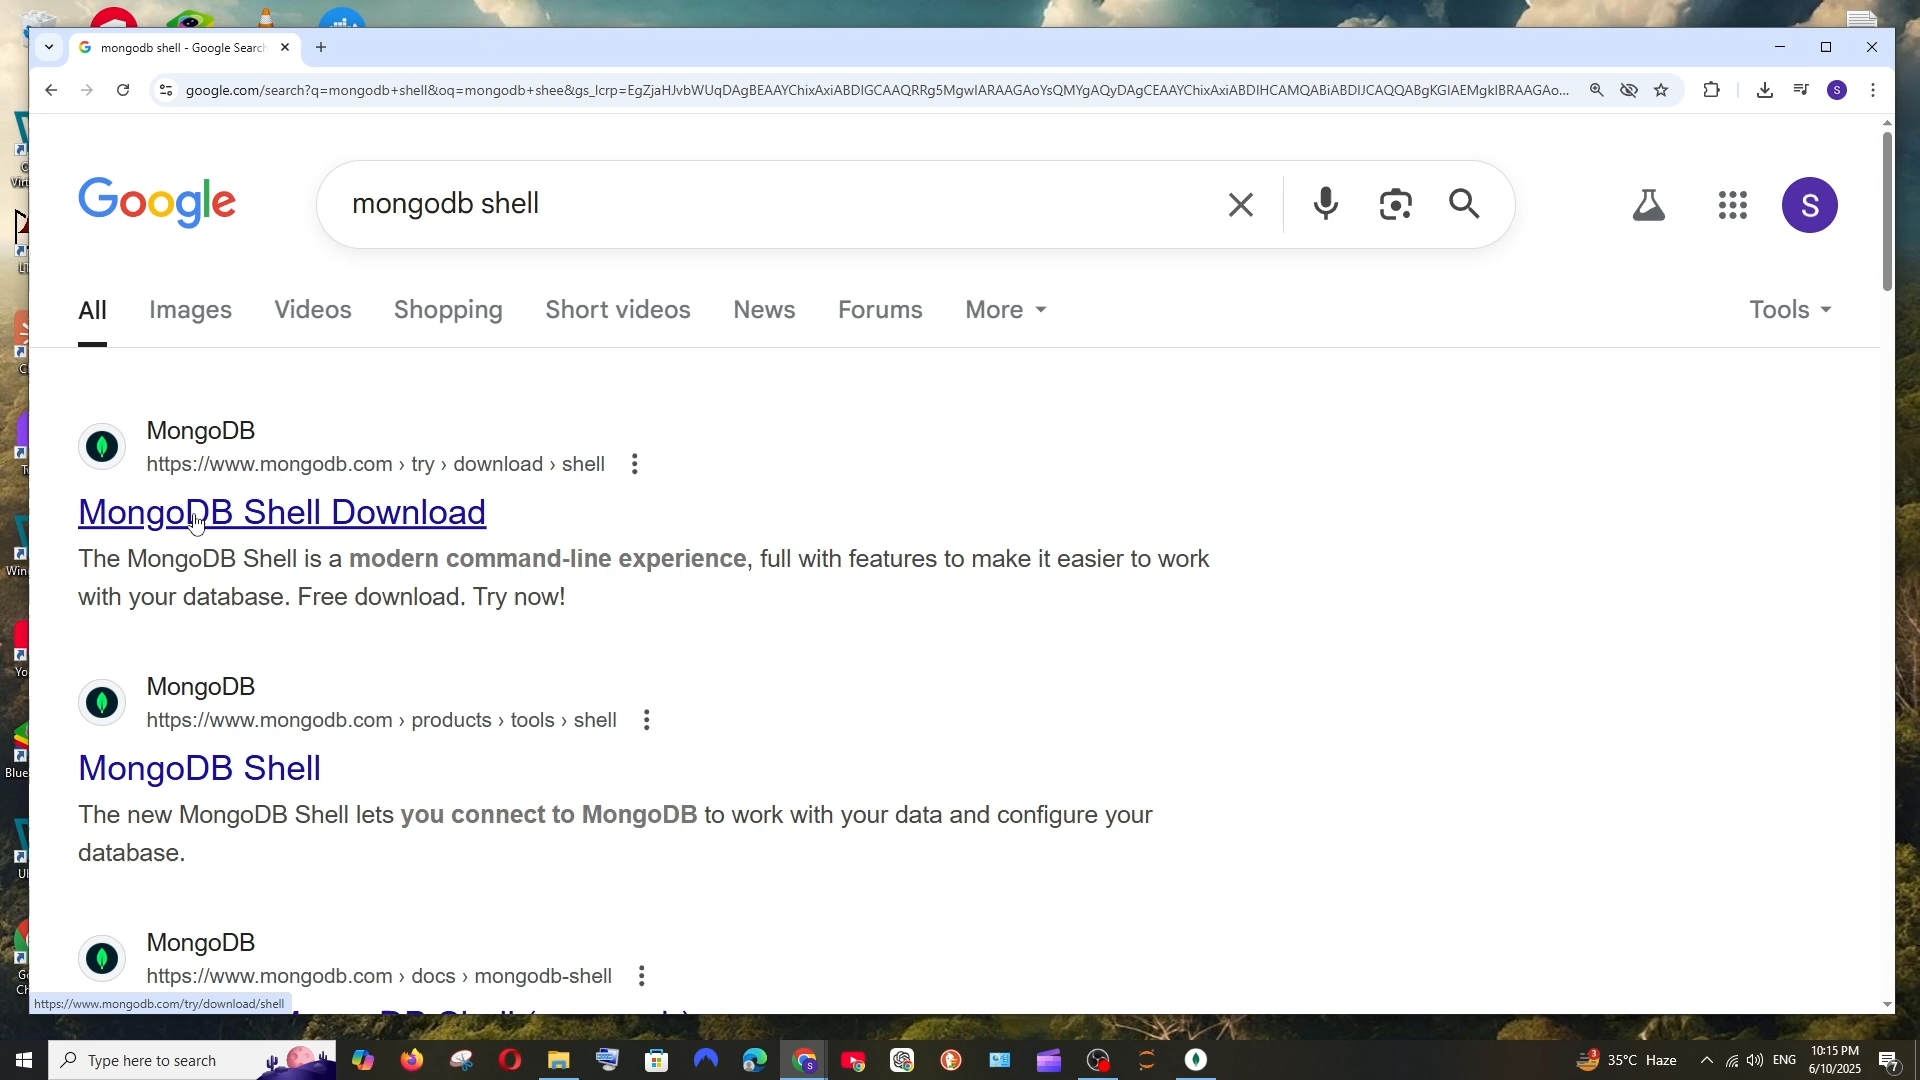 mongodb shell - Google Search
google.com/search?q=mongodb+shell&oq=mongodb+shee&gs_lcrp=EgZjaHJvbWUqDAgBEAAYChixAxiABDIGCAAQRRg5MgwIARAAGAoYsQMYgAQyDAgCEAAYChixAxiABDIHCAMQABiABDIJCAQQABgKGIAEMgkIBRAAGAo...
S
Google
mongodb shell
S
All Images Videos Shopping Short videos News Forums More Tools
MongoDB
https://www.mongodb.com › try › download › shell
MongoDB Shell Download
The MongoDB Shell is a modern command-line experience, full with features to make it easier to work
with your database. Free download. Try now!
MongoDB
https://www.mongodb.com › products › tools › shell
MongoDB Shell
The new MongoDB Shell lets you connect to MongoDB to work with your data and configure your
database.
MongoDB
https://www.mongodb.com › docs › mongodb-shell
https://www.mongodb.com/try/download/shell
Type here to search
3
35°C Haze
ENG
10:15 PM
6/10/2025
7